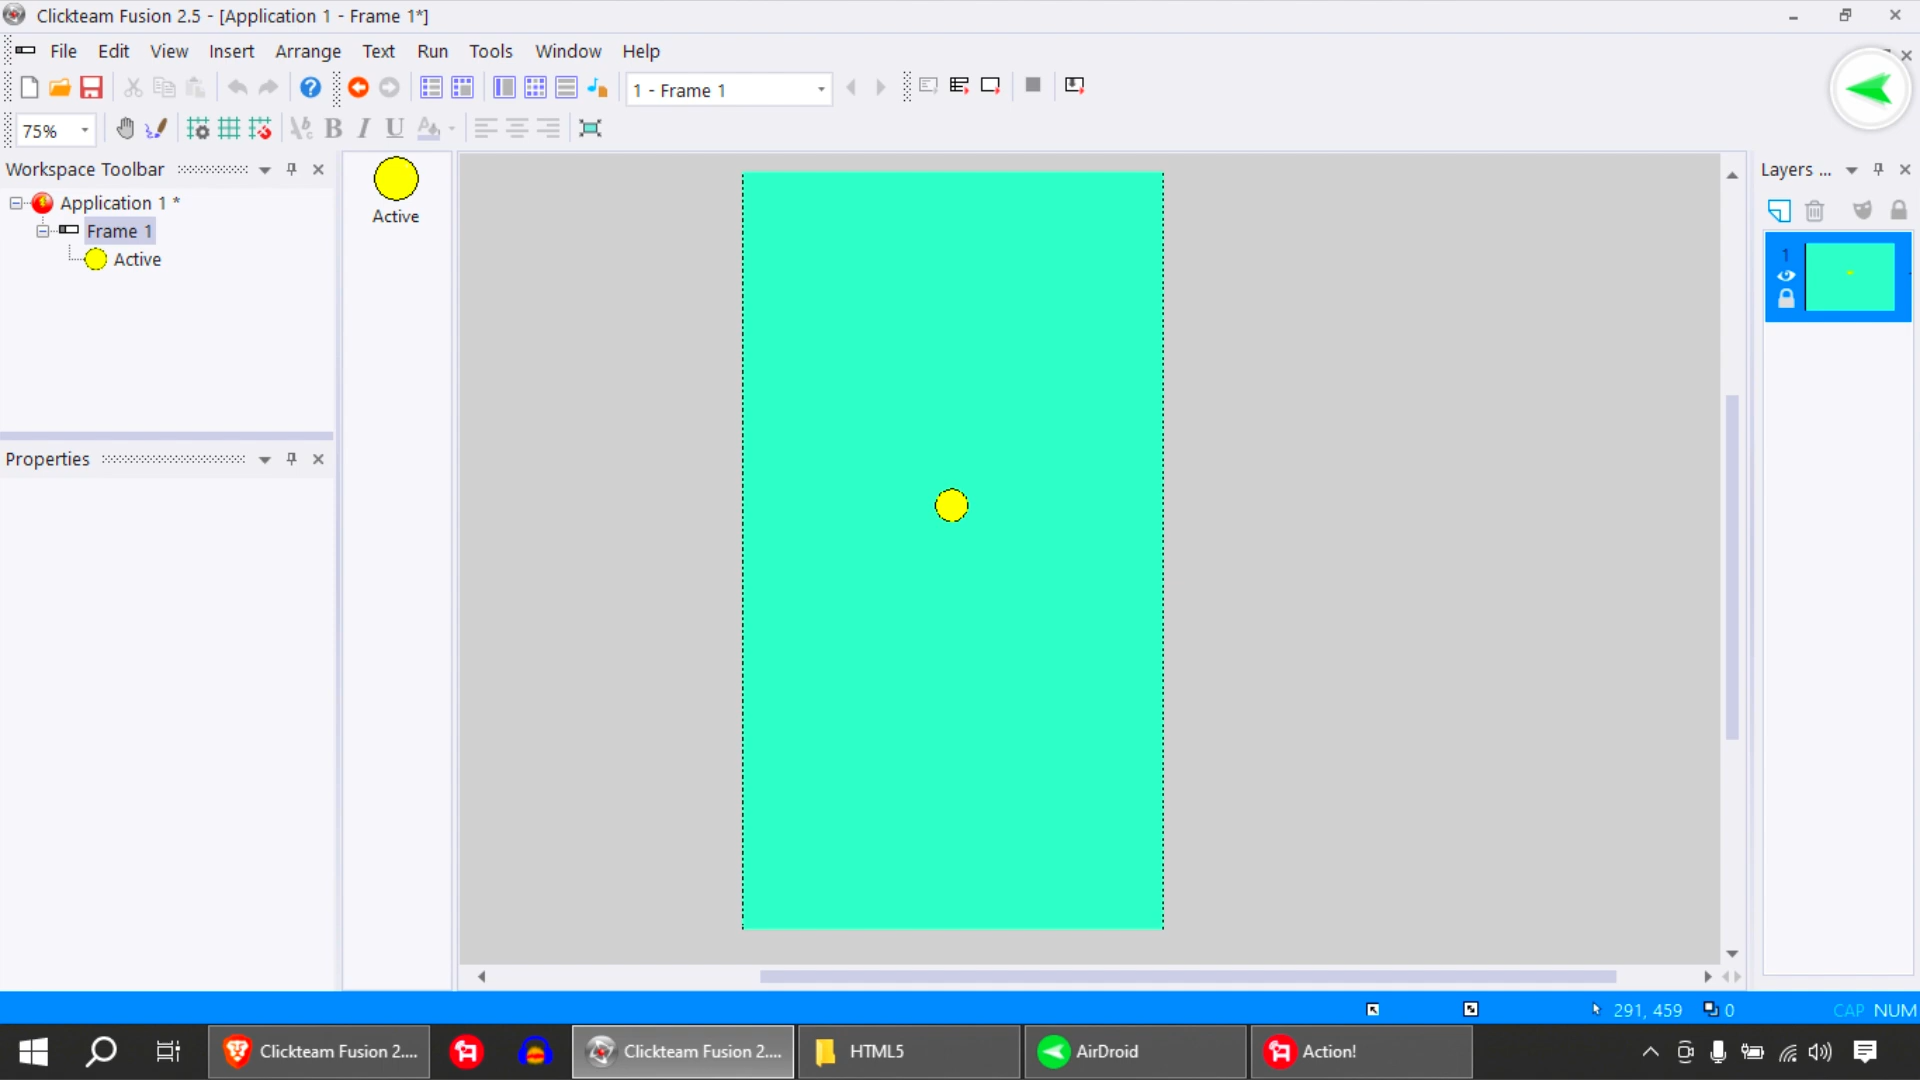 Clickteam Fusion 2.5 - [Application 1 - Frame 1*]
File Edit View Insert Arrange Text Run Tools Window Help
1 - Frame 1
75%
Workspace Toolbar
Application 1 *
Frame 1
Active
Properties
Active
Layers ...
1
291, 459
0
CAP NUM
Clickteam Fusion 2....
Clickteam Fusion 2....
HTML5
AirDroid
Action!